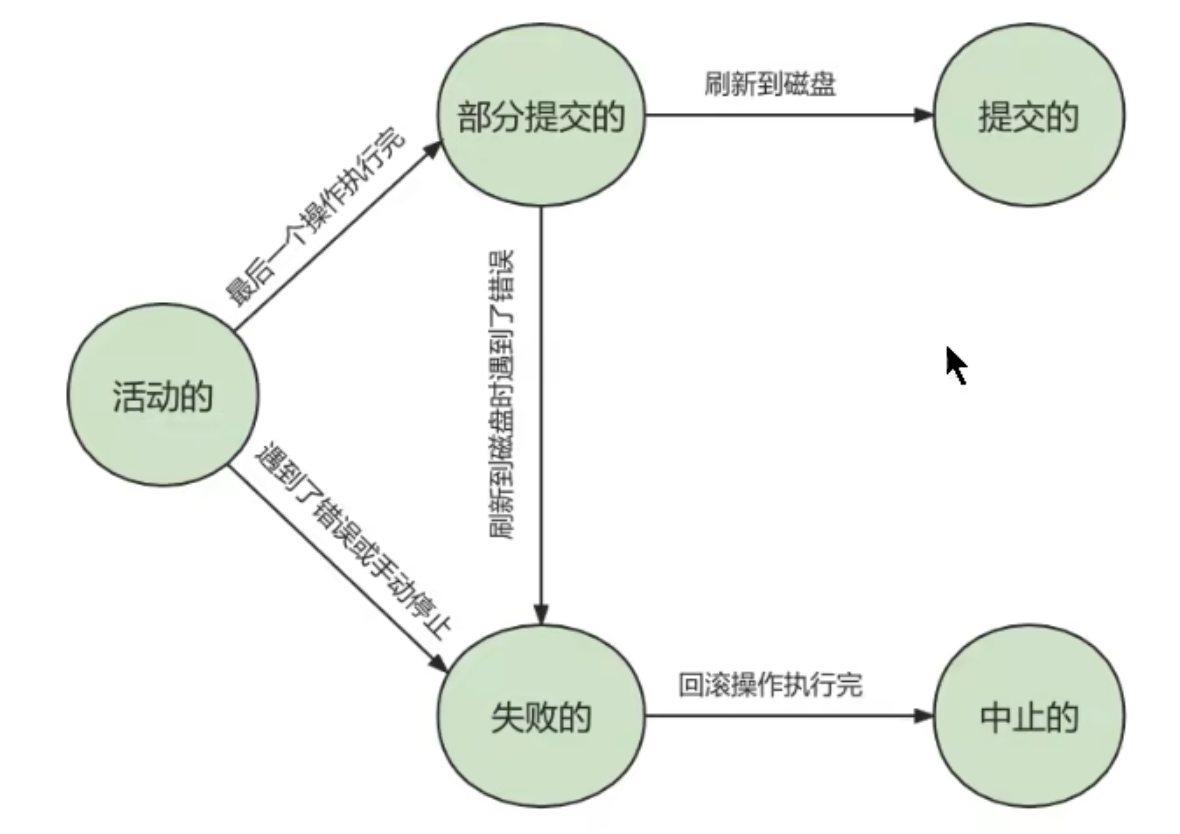 部分提交的
刷新到磁盘
提交的
最后一个操作执行完
刷新到磁盘时遇到了错误
活动的
遇到了错误或手动停止
失败的
回滚操作执行完
中止的